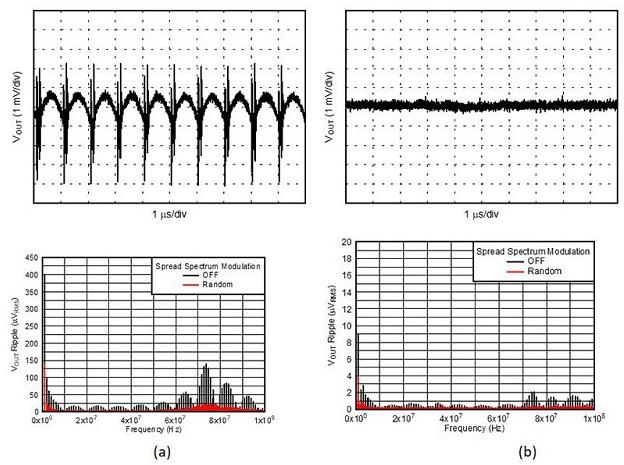 VOUT (1 mV/div)
1 µs/div
VOUT (1 mV/div)
1 µs/div
450
400
350
300
250
200
150
100
50
0
VOUT Ripple (µVRMS)
Spread Spectrum Modulation
OFF
Random
0x10⁰ 2x10⁷ 4x10⁷ 6x10⁷ 8x10⁷ 1x10⁸
Frequency (Hz)
(a)
20
18
16
14
12
10
8
6
4
2
0
VOUT Ripple (µVRMS)
Spread Spectrum Modulation
OFF
Random
0x10⁰ 2x10⁷ 4x10⁷ 6x10⁷ 8x10⁷ 1x10⁸
Frequency (Hz)
(b)